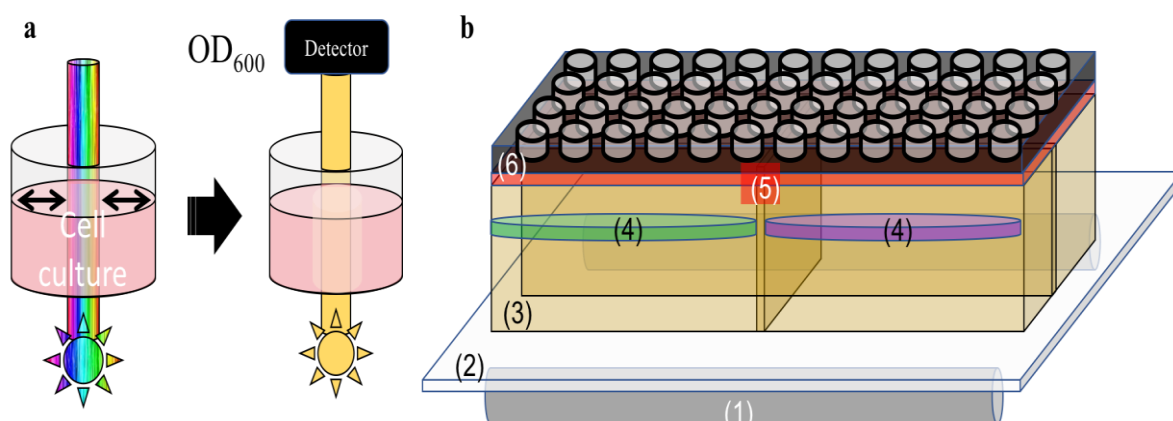 a
OD600
Detector
Cell
culture
b
(6)
(5)
(4)
(4)
(3)
(2)
(1)